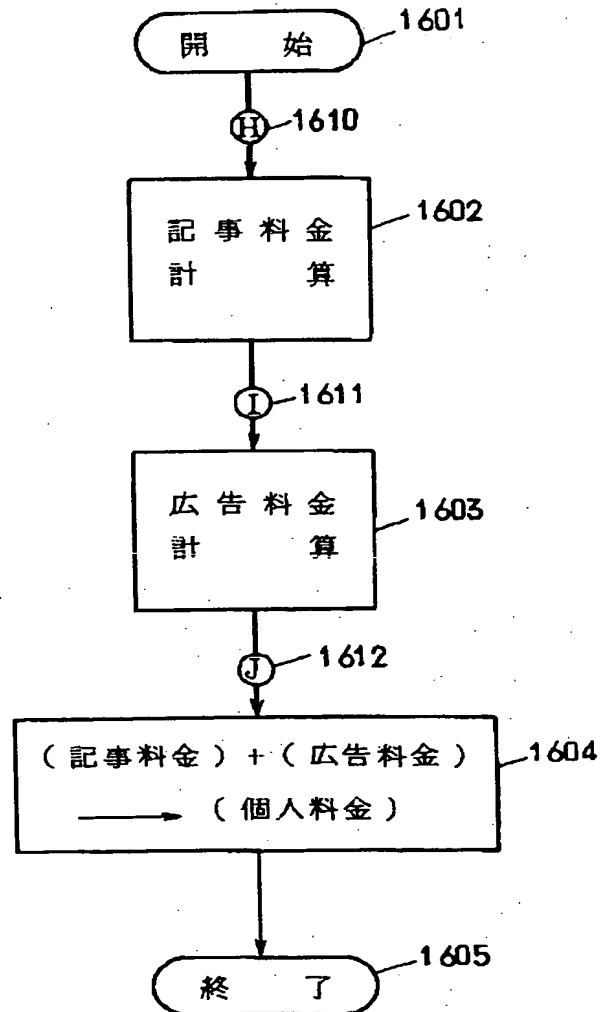 開 始
1601
H
1610
記事料金
計 算
1602
I
1611
広告料金
計 算
1603
J
1612
(記事料金)+(広告料金)
→(個人料金)
1604
終 了
1605